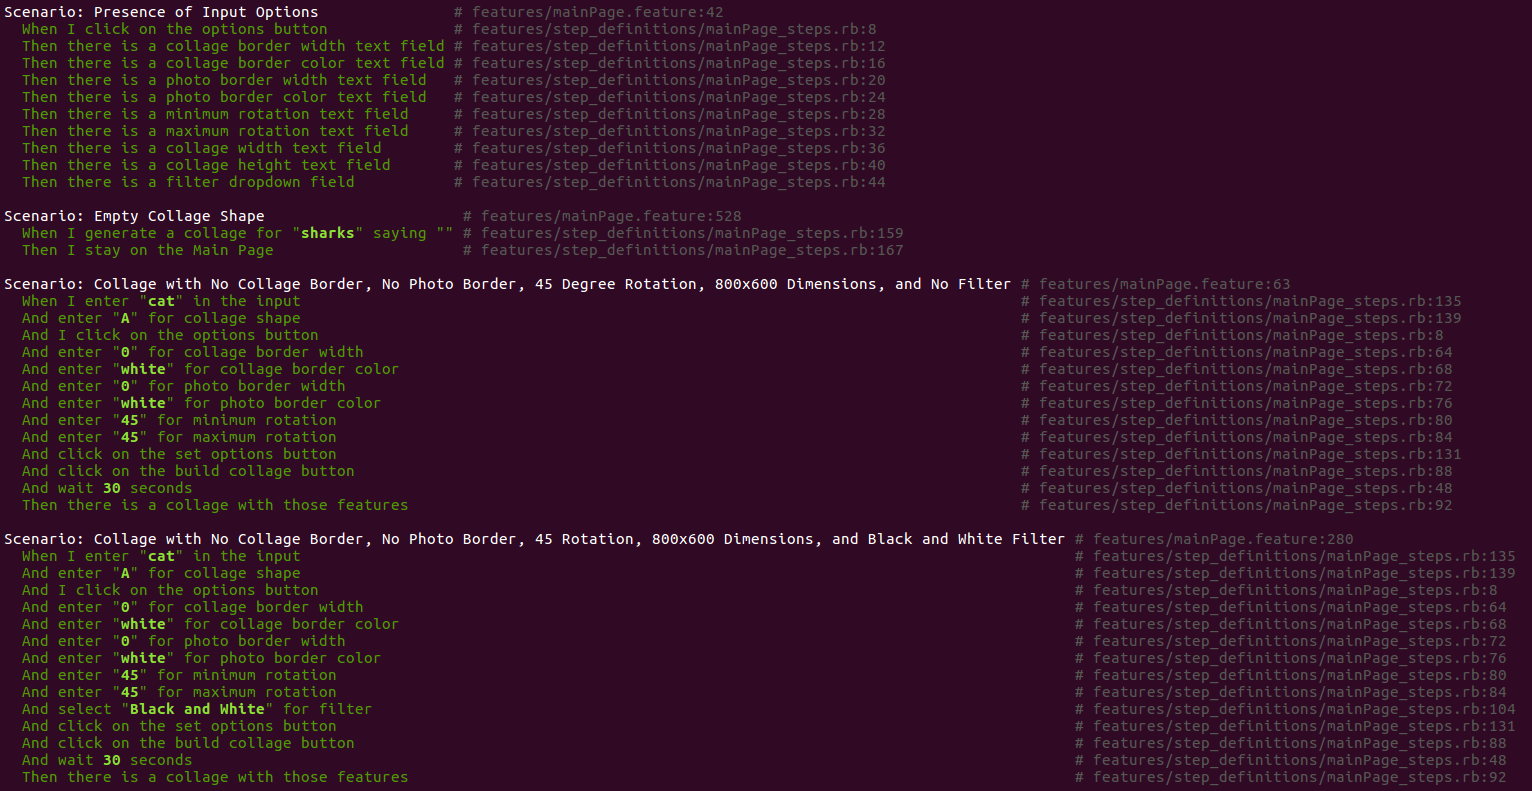 Scenario: Presence of Input Options # features/mainPage.feature:42
When I click on the options button # features/step_definitions/mainPage_steps.rb:8
Then there is a collage border width text field # features/step_definitions/mainPage_steps.rb:12
Then there is a collage border color text field # features/step_definitions/mainPage_steps.rb:16
Then there is a photo border width text field # features/step_definitions/mainPage_steps.rb:20
Then there is a photo border color text field # features/step_definitions/mainPage_steps.rb:24
Then there is a minimum rotation text field # features/step_definitions/mainPage_steps.rb:28
Then there is a maximum rotation text field # features/step_definitions/mainPage_steps.rb:32
Then there is a collage width text field # features/step_definitions/mainPage_steps.rb:36
Then there is a collage height text field # features/step_definitions/mainPage_steps.rb:40
Then there is a filter dropdown field # features/step_definitions/mainPage_steps.rb:44
Scenario: Empty Collage Shape # features/mainPage.feature:528
When I generate a collage for "sharks" saying "" # features/step_definitions/mainPage_steps.rb:159
Then I stay on the Main Page # features/step_definitions/mainPage_steps.rb:167
Scenario: Collage with No Collage Border, No Photo Border, 45 Degree Rotation, 800x600 Dimensions, and No Filter # features/mainPage.feature:63
When I enter "cat" in the input # features/step_definitions/mainPage_steps.rb:135
And enter "A" for collage shape # features/step_definitions/mainPage_steps.rb:139
And I click on the options button # features/step_definitions/mainPage_steps.rb:8
And enter "0" for collage border width # features/step_definitions/mainPage_steps.rb:64
And enter "white" for collage border color # features/step_definitions/mainPage_steps.rb:68
And enter "0" for photo border width # features/step_definitions/mainPage_steps.rb:72
And enter "white" for photo border color # features/step_definitions/mainPage_steps.rb:76
And enter "45" for minimum rotation # features/step_definitions/mainPage_steps.rb:80
And enter "45" for maximum rotation # features/step_definitions/mainPage_steps.rb:84
And click on the set options button # features/step_definitions/mainPage_steps.rb:131
And click on the build collage button # features/step_definitions/mainPage_steps.rb:88
And wait 30 seconds # features/step_definitions/mainPage_steps.rb:48
Then there is a collage with those features # features/step_definitions/mainPage_steps.rb:92
Scenario: Collage with No Collage Border, No Photo Border, 45 Rotation, 800x600 Dimensions, and Black and White Filter # features/mainPage.feature:280
When I enter "cat" in the input # features/step_definitions/mainPage_steps.rb:135
And enter "A" for collage shape # features/step_definitions/mainPage_steps.rb:139
And I click on the options button # features/step_definitions/mainPage_steps.rb:8
And enter "0" for collage border width # features/step_definitions/mainPage_steps.rb:64
And enter "white" for collage border color # features/step_definitions/mainPage_steps.rb:68
And enter "0" for photo border width # features/step_definitions/mainPage_steps.rb:72
And enter "white" for photo border color # features/step_definitions/mainPage_steps.rb:76
And enter "45" for minimum rotation # features/step_definitions/mainPage_steps.rb:80
And enter "45" for maximum rotation # features/step_definitions/mainPage_steps.rb:84
And select "Black and White" for filter # features/step_definitions/mainPage_steps.rb:104
And click on the set options button # features/step_definitions/mainPage_steps.rb:131
And click on the build collage button # features/step_definitions/mainPage_steps.rb:88
And wait 30 seconds # features/step_definitions/mainPage_steps.rb:48
Then there is a collage with those features # features/step_definitions/mainPage_steps.rb:92